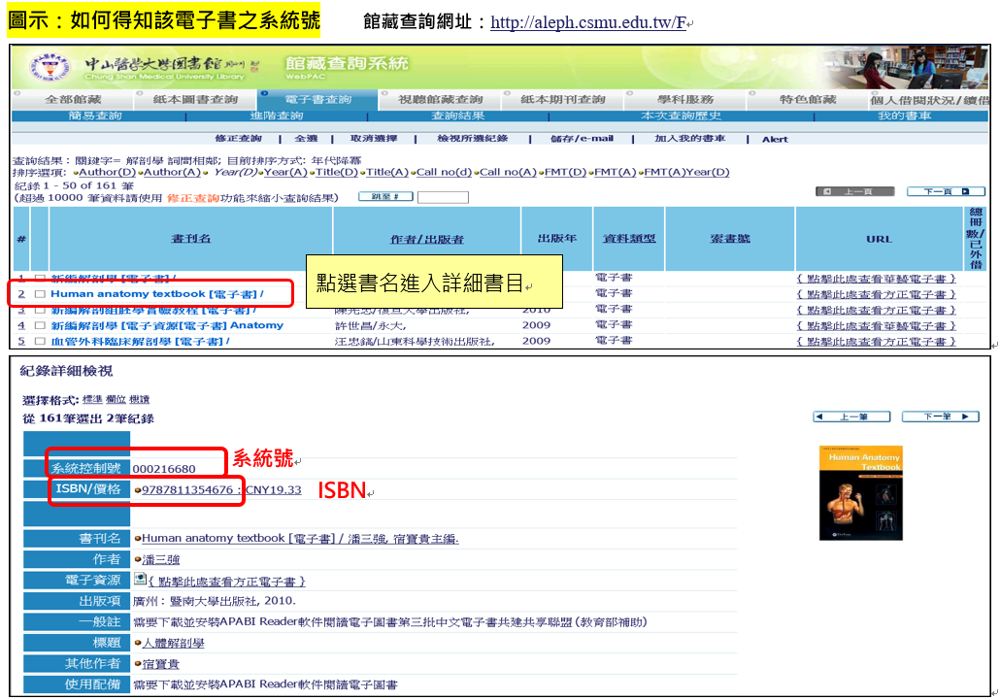 圖示：如何得知該電子書之系統號
館藏查詢網址：http://aleph.csmu.edu.tw/F
中山醫學大學圖書館
Chung Shan Medical University Library
館藏查詢系統
WebPAC
全部館藏 紙本圖書查詢 電子書查詢 視聽館藏查詢 紙本期刊查詢 學科服務 特色館藏 個人借閱狀況/續借
簡易查詢 | 進階查詢 | 查詢結果 | 本次查詢歷史 | 我的書車
修正查詢 | 全選 | 取消選擇 | 檢視所選紀錄 | 儲存/e-mail | 加入我的書車 | Alert
查詢結果：關鍵字= 解剖學 詞間相鄰; 目前排序方式: 年代降冪
排序選項: Author(D) Author(A) Year(D) Year(A) Title(D) Title(A) Call no(d) Call no(A) FMT(D) FMT(A) FMT(A)Year(D)
紀錄 1 - 50 of 161 筆
(超過 10000 筆資料請使用 修正查詢功能來縮小查詢結果) 跳至 # 上一頁 下一頁
# 書刊名 作者/出版者 出版年 資料類型 索書號 URL 總冊數/已外借
1 新編解剖學 [電子書] / 電子書 { 點擊此處查看華藝電子書 }
點選書名進入詳細書目
2 Human anatomy textbook [電子書] / 電子書 { 點擊此處查看方正電子書 }
3 新編解剖組胚學實驗教程 [電子書] / 陳光忠/復旦大學出版社, 2010 電子書 { 點擊此處查看方正電子書 }
4 新編解剖學 [電子資源[電子書] Anatomy 許世昌/永大, 2009 電子書 { 點擊此處查看華藝電子書 }
5 血管外科臨床解剖學 [電子書] / 汪忠鎬/山東科學技術出版社, 2009 電子書 { 點擊此處查看方正電子書 }
紀錄詳細檢視
選擇格式: 標準 欄位 機讀
從 161筆選出 2筆紀錄
上一筆 下一筆
系統控制號 000216680
系統號
ISBN/價格 9787811354676 : CNY19.33
ISBN
Human Anatomy
Textbook
書刊名 Human anatomy textbook [電子書] / 潘三強, 宿寶貴主編.
作者 潘三強
電子資源 { 點擊此處查看方正電子書 }
出版項 廣州 : 暨南大學出版社, 2010.
一般註 需要下載並安裝APABI Reader軟件閱讀電子圖書第三批中文電子書共建共享聯盟 (教育部補助)
標題 人體解剖學
其他作者 宿寶貴
使用配備 需要下載並安裝APABI Reader軟件閱讀電子圖書